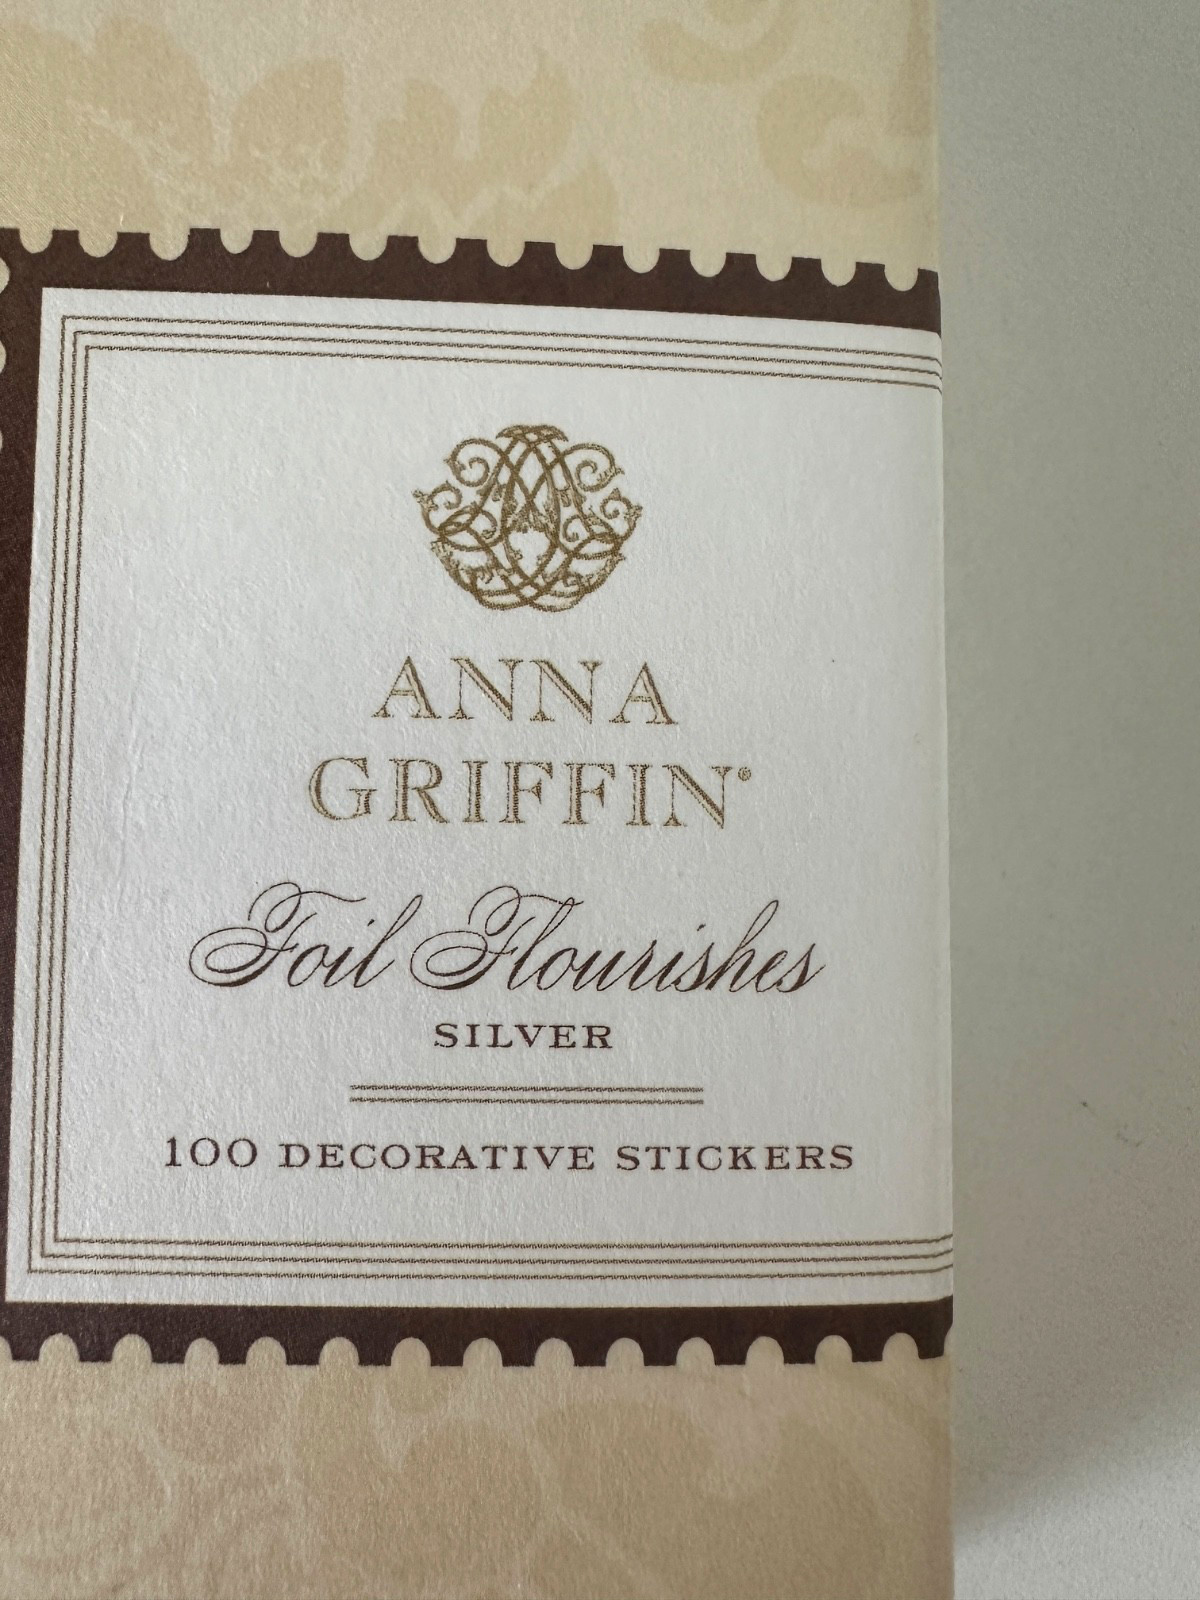 ANNA
GRIFFIN®
Foil Flourishes
SILVER
100 DECORATIVE STICKERS